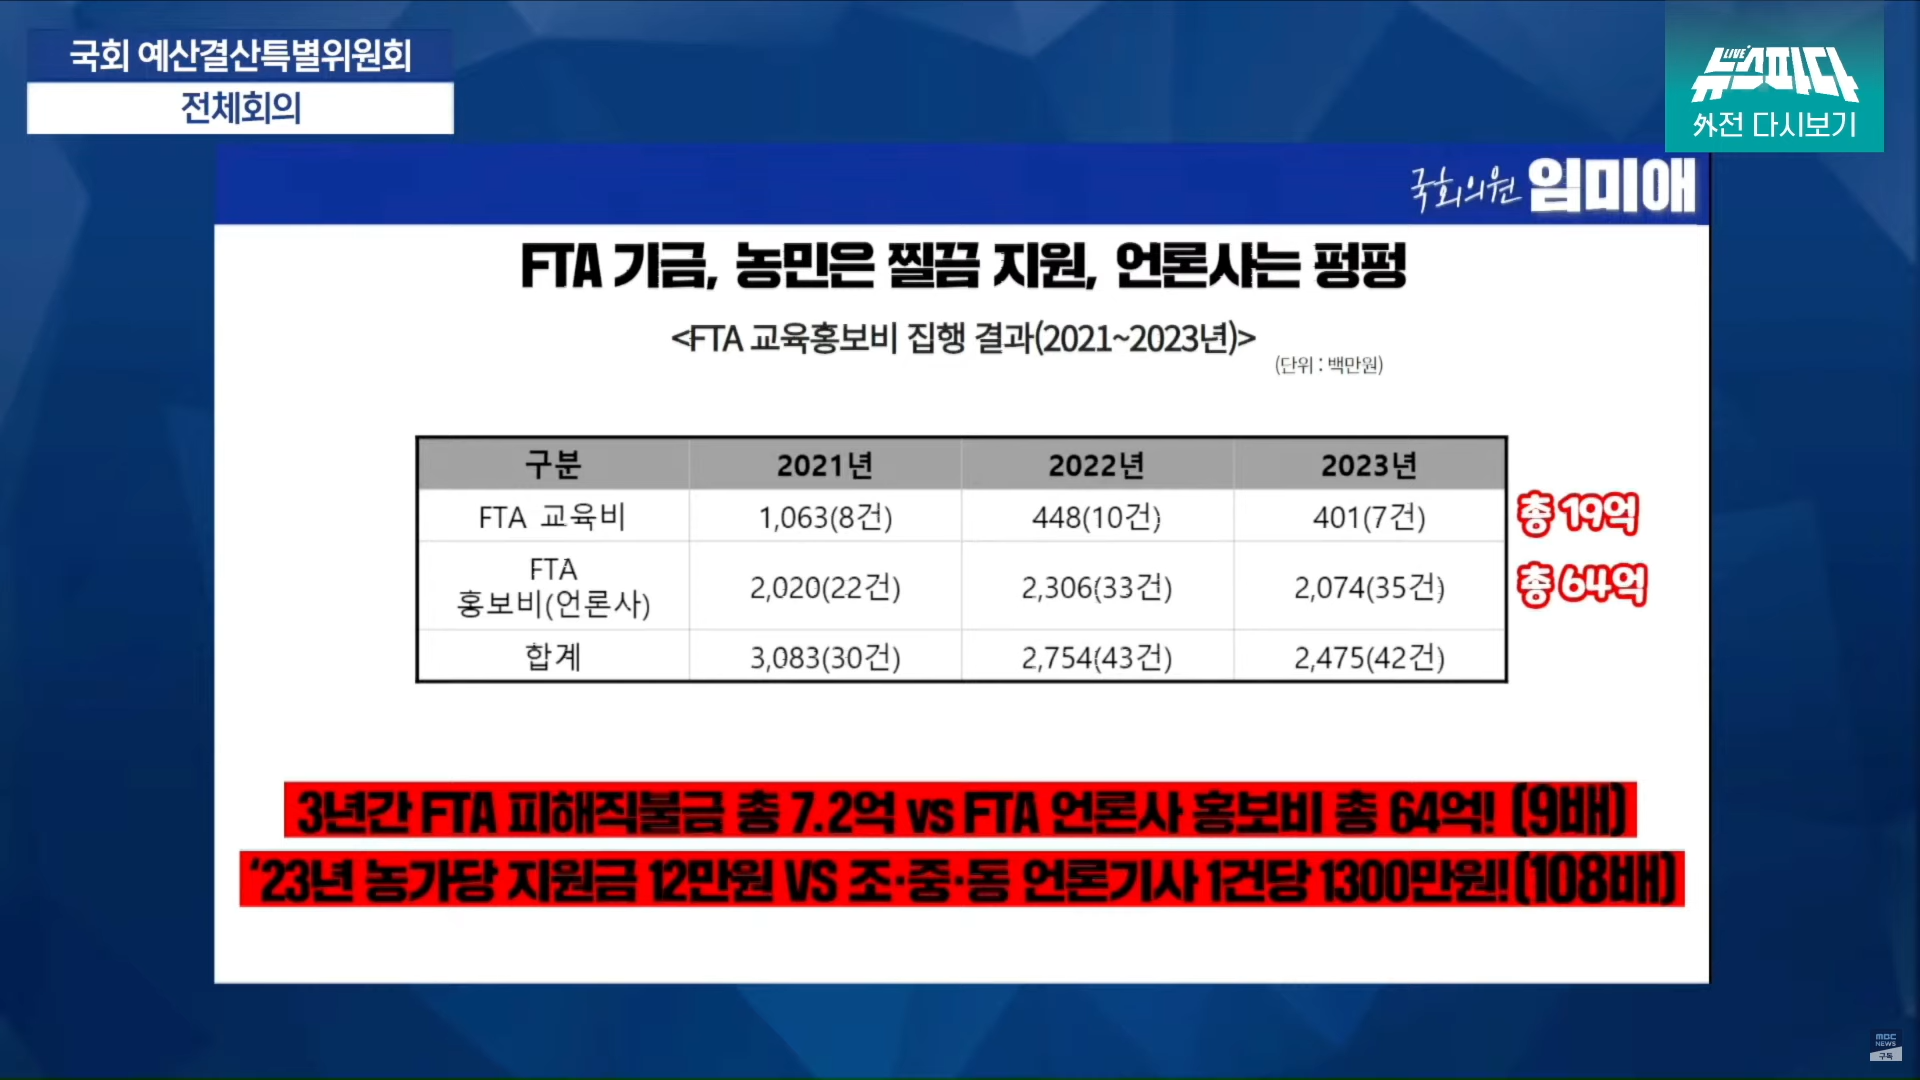 국회 예산결산특별위원회
전체회의
LIVE 뉴스피다
外전 다시보기
국회의원 임미애
FTA 기금, 농민은 찔끔 지원, 언론사는 펑펑
<FTA 교육홍보비 집행 결과(2021~2023년)>
(단위 : 백만원)
구분 2021년 2022년 2023년
FTA 교육비 1,063(8건) 448(10건) 401(7건) 총 19억
FTA
홍보비(언론사) 2,020(22건) 2,306(33건) 2,074(35건) 총 64억
합계 3,083(30건) 2,754(43건) 2,475(42건)
3년간 FTA 피해직불금 총 7.2억 vs FTA 언론사 홍보비 총 64억! (9배)
‘23년 농가당 지원금 12만원 VS 조·중·동 언론기사 1건당 1300만원!(108배)
MBC
NEWS
구독